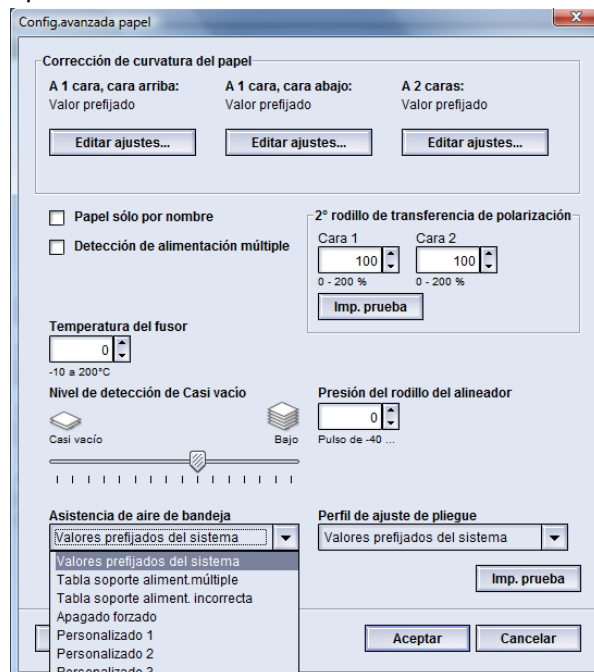 Config.avanzada papel
Corrección de curvatura del papel
A 1 cara, cara arriba:
Valor prefijado
Editar ajustes...
A 1 cara, cara abajo:
Valor prefijado
Editar ajustes...
A 2 caras:
Valor prefijado
Editar ajustes...
Papel sólo por nombre
Detección de alimentación múltiple
2º rodillo de transferencia de polarización
Cara 1
100
0 - 200 %
Cara 2
100
0 - 200 %
Imp. prueba
Temperatura del fusor
0
-10 a 200°C
Nivel de detección de Casi vacío
Casi vacío
Bajo
Presión del rodillo del alineador
0
Pulso de -40 ...
Asistencia de aire de bandeja
Valores prefijados del sistema
Valores prefijados del sistema
Tabla soporte aliment.múltiple
Tabla soporte aliment. incorrecta
Apagado forzado
Personalizado 1
Personalizado 2
Personalizado 3
Perfil de ajuste de pliegue
Valores prefijados del sistema
Imp. prueba
Aceptar
Cancelar